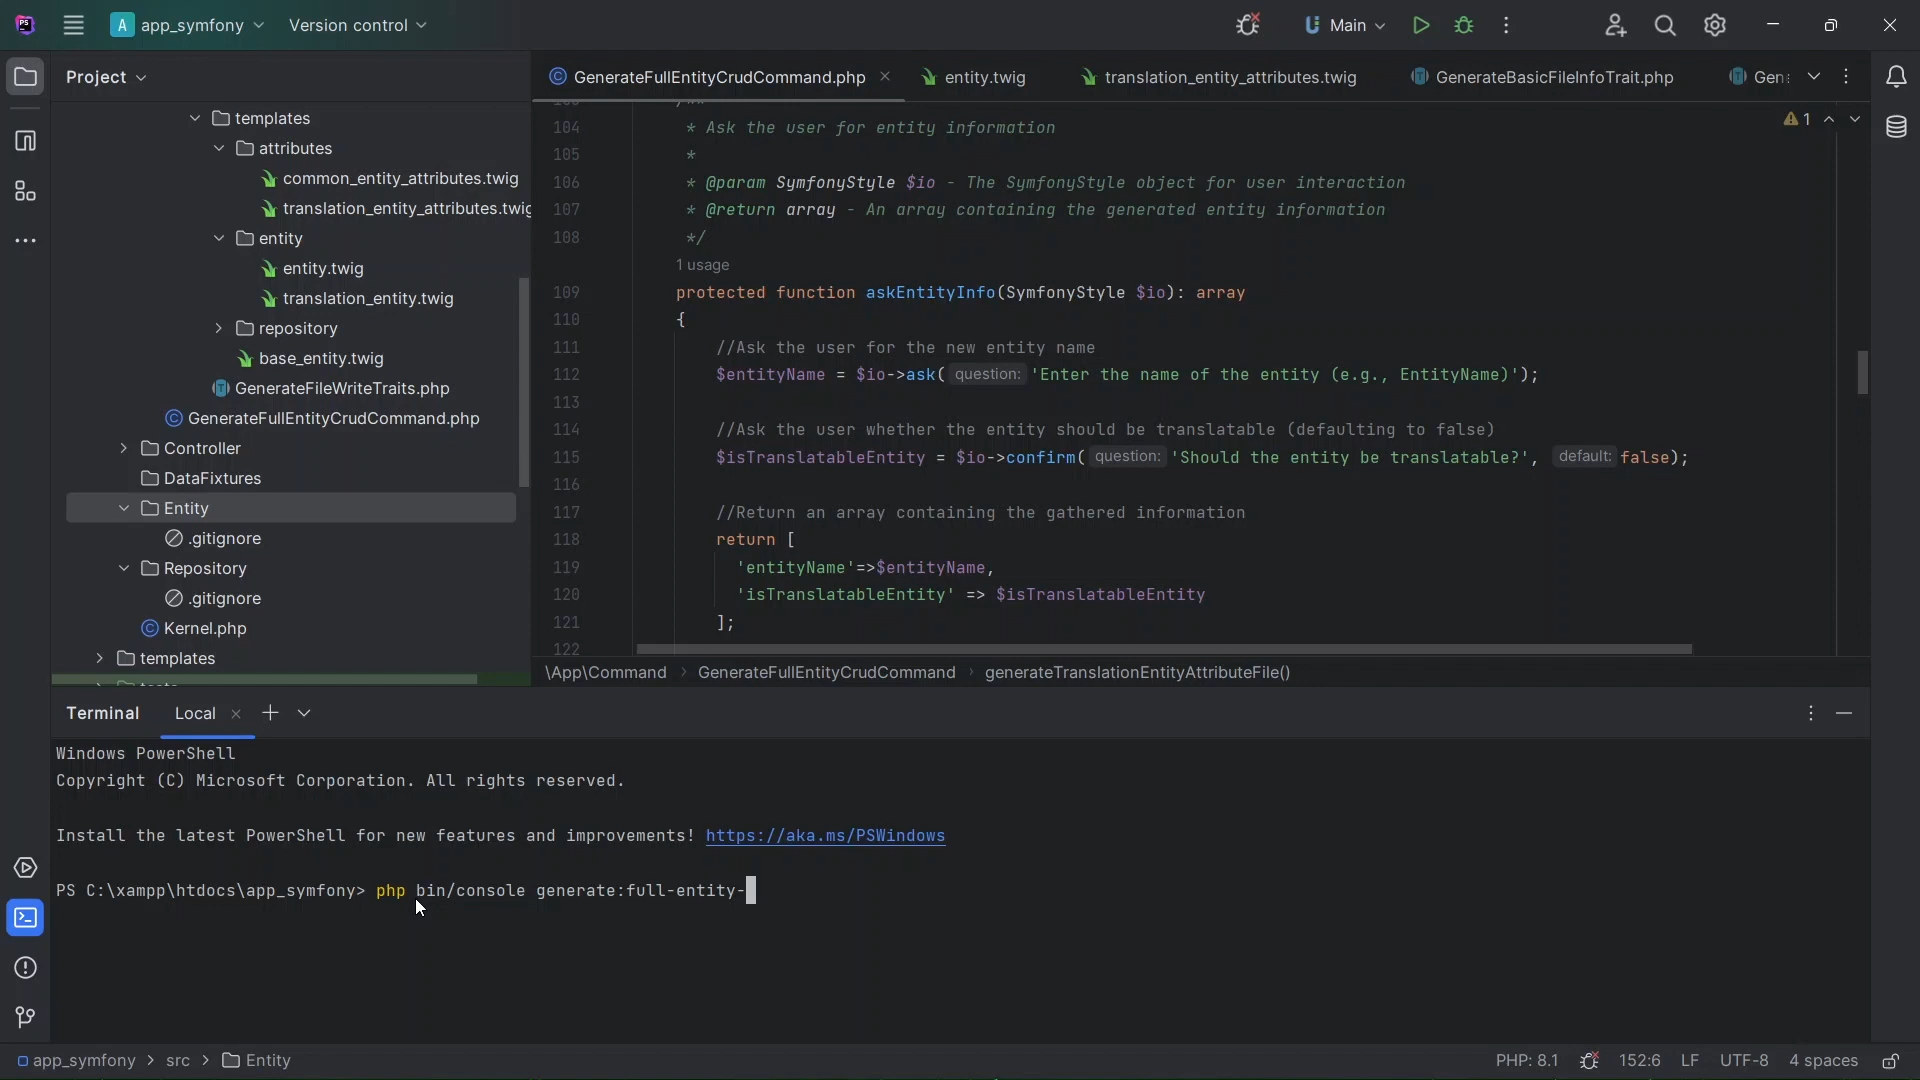 PS
A app_symfony
Version control
Main
Project
templates
attributes
common_entity_attributes.twig
translation_entity_attributes.twig
entity
entity.twig
translation_entity.twig
repository
base_entity.twig
GenerateFileWriteTraits.php
GenerateFullEntityCrudCommand.php
Controller
DataFixtures
Entity
.gitignore
Repository
.gitignore
Kernel.php
templates
GenerateFullEntityCrudCommand.php
entity.twig
translation_entity_attributes.twig
GenerateBasicFileInfoTrait.php
Gen
1
104 * Ask the user for entity information
105 *
106 * @param SymfonyStyle $io - The SymfonyStyle object for user interaction
107 * @return array - An array containing the generated entity information
108 */
1 usage
109 protected function askEntityInfo(SymfonyStyle $io): array
110 {
111 //Ask the user for the new entity name
112 $entityName = $io->ask( question: 'Enter the name of the entity (e.g., EntityName)');
113
114 //Ask the user whether the entity should be translatable (defaulting to false)
115 $isTranslatableEntity = $io->confirm( question: 'Should the entity be translatable?', default: false);
116
117 //Return an array containing the gathered information
118 return [
119 'entityName'=>$entityName,
120 'isTranslatableEntity' => $isTranslatableEntity
121 ];
122
\App\Command > GenerateFullEntityCrudCommand > generateTranslationEntityAttributeFile()
Terminal Local
Windows PowerShell
Copyright (C) Microsoft Corporation. All rights reserved.
Install the latest PowerShell for new features and improvements! https://aka.ms/PSWindows
PS C:\xampp\htdocs\app_symfony> php bin/console generate:full-entity-
app_symfony > src > Entity
PHP: 8.1 152:6 LF UTF-8 4 spaces